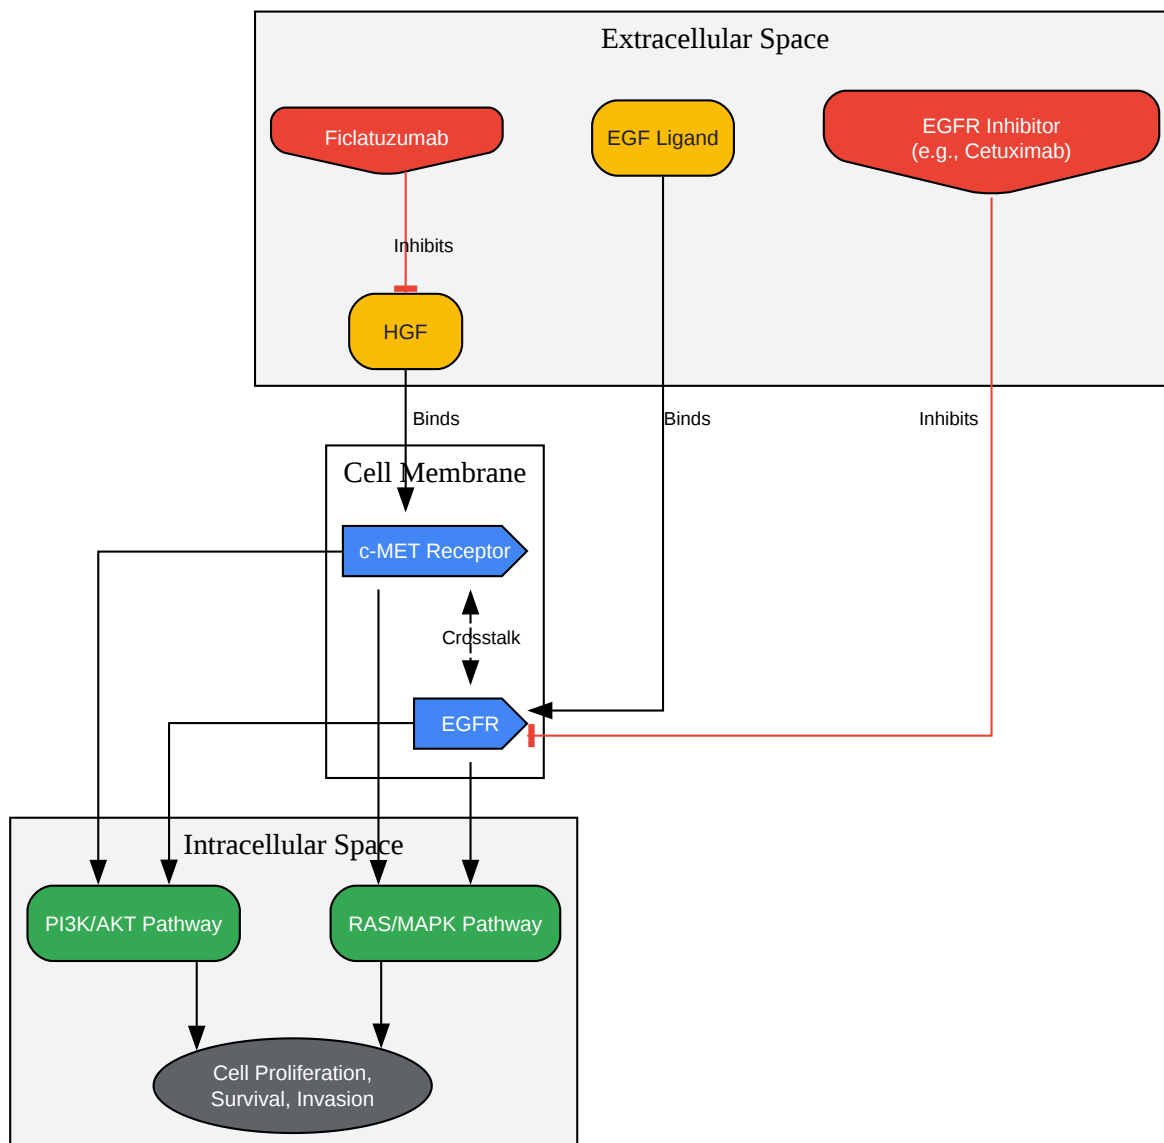 Extracellular Space
Ficlatuzumab
EGF Ligand
EGFR Inhibitor
(e.g., Cetuximab)
Inhibits
HGF
Binds
Binds
Inhibits
Cell Membrane
c-MET Receptor
Crosstalk
EGFR
Intracellular Space
PI3K/AKT Pathway
RAS/MAPK Pathway
Cell Proliferation,
Survival, Invasion